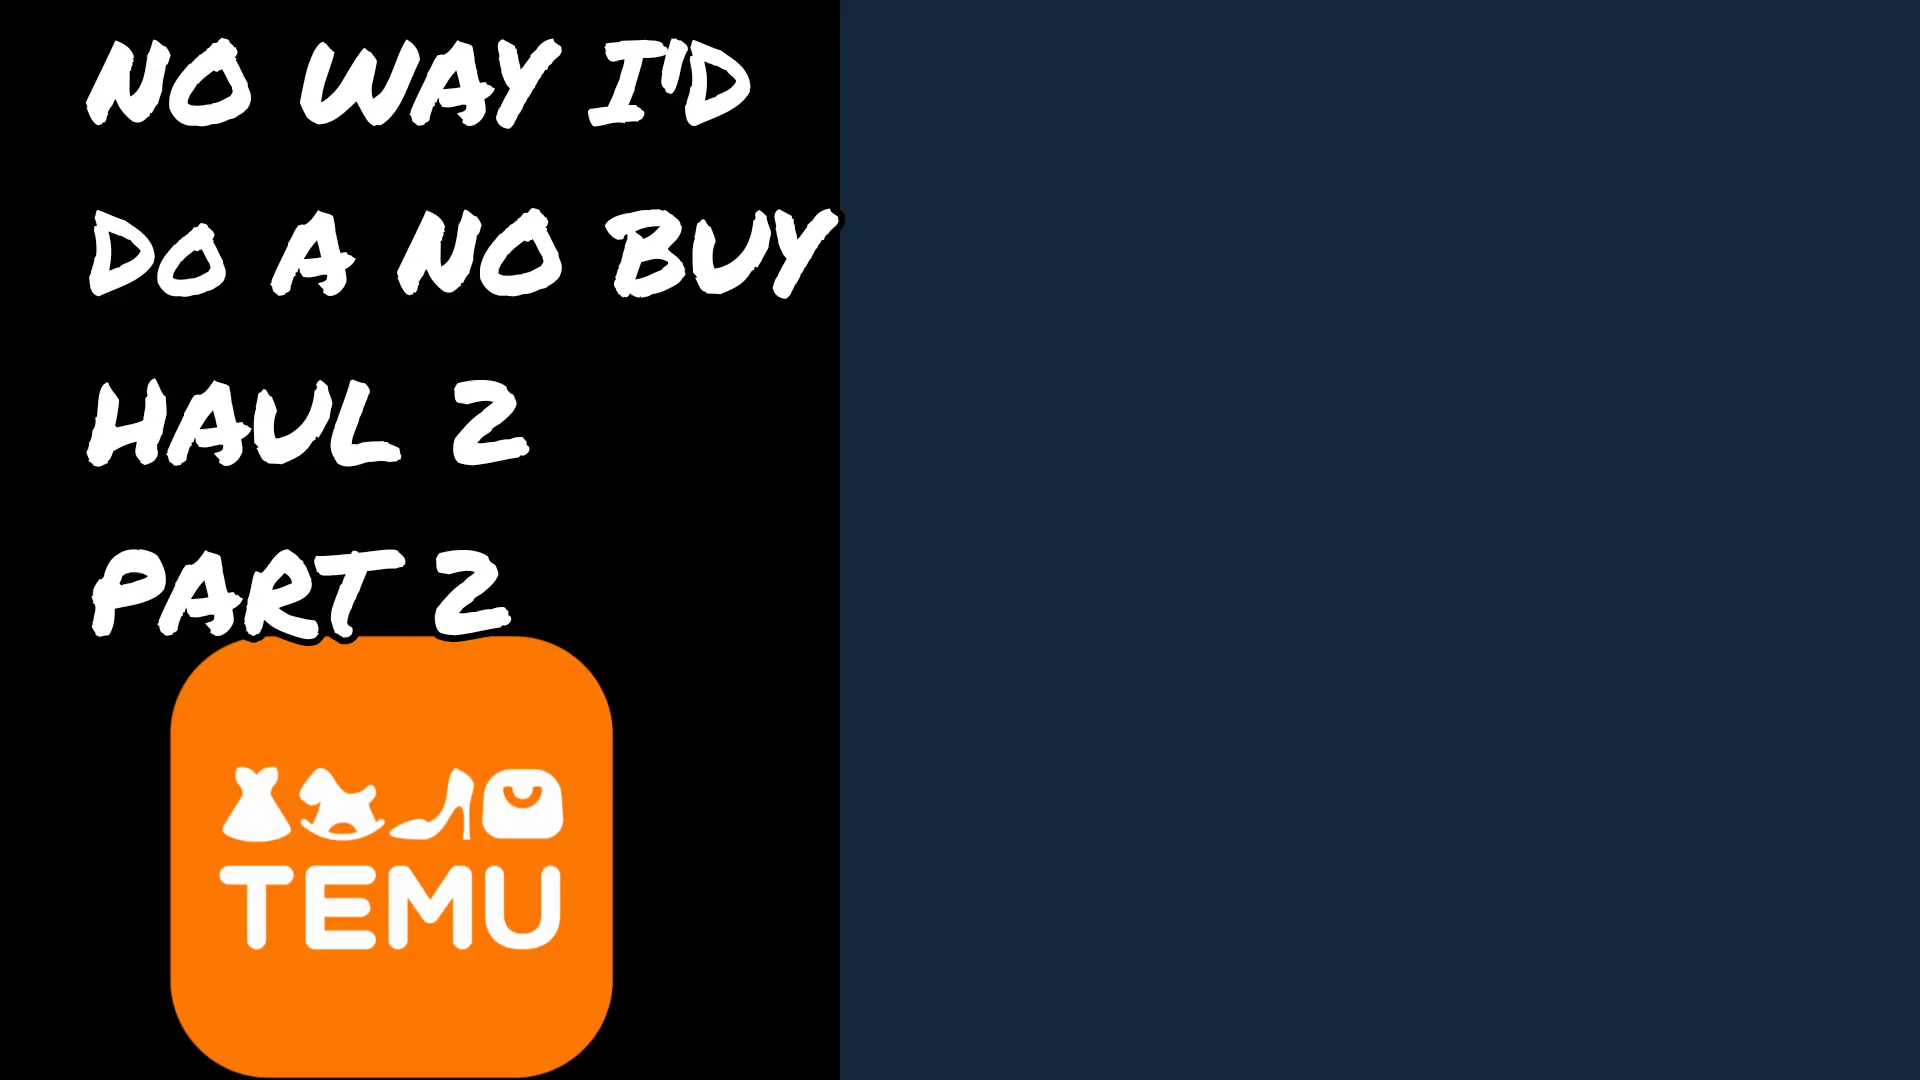 NO WAY I'D
DO A NO BUY
HAUL 2
PART 2
TEMU